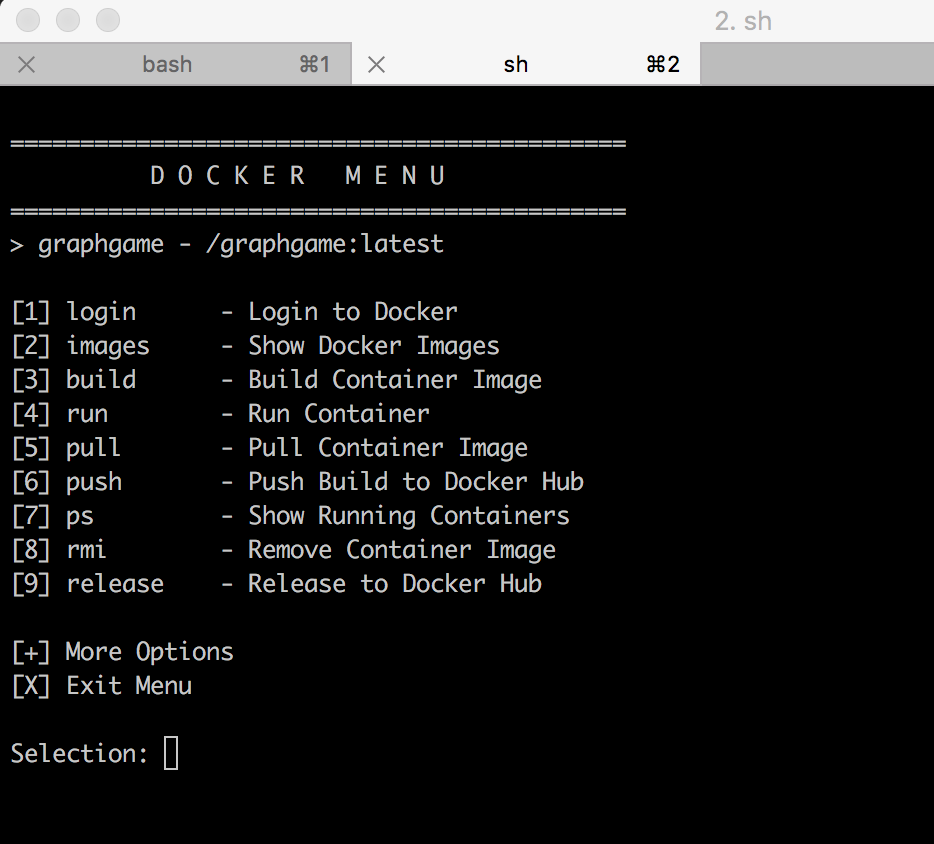 2. sh
bash ⌘1 sh ⌘2
============================================
D O C K E R   M E N U
============================================
> graphgame - /graphgame:latest
[1] login - Login to Docker
[2] images - Show Docker Images
[3] build - Build Container Image
[4] run - Run Container
[5] pull - Pull Container Image
[6] push - Push Build to Docker Hub
[7] ps - Show Running Containers
[8] rmi - Remove Container Image
[9] release - Release to Docker Hub
[+] More Options
[X] Exit Menu
Selection: